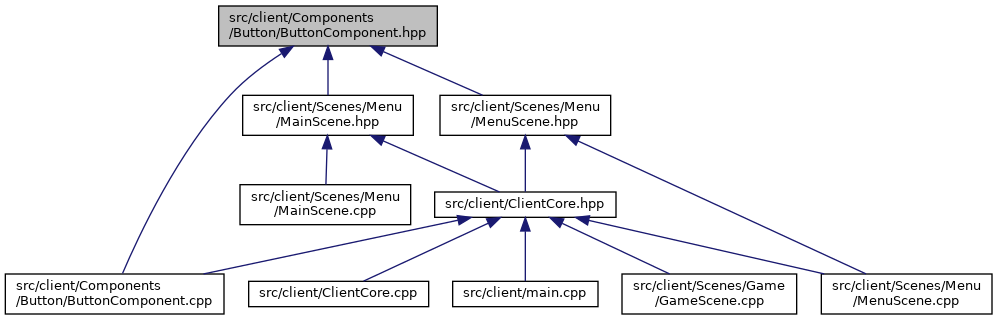 src/client/Components
/Button/ButtonComponent.hpp
src/client/Scenes/Menu
/MainScene.hpp
src/client/Scenes/Menu
/MenuScene.hpp
src/client/Scenes/Menu
/MainScene.cpp
src/client/ClientCore.hpp
src/client/Components
/Button/ButtonComponent.cpp
src/client/ClientCore.cpp
src/client/main.cpp
src/client/Scenes/Game
/GameScene.cpp
src/client/Scenes/Menu
/MenuScene.cpp